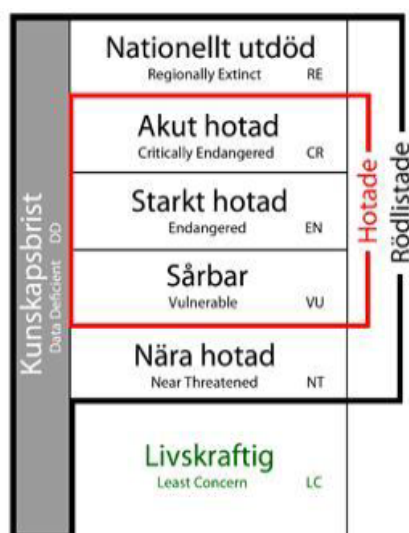 Nationellt utdöd
Regionally Extinct RE
Akut hotad
Critically Endangered CR
Starkt hotad
Endangered EN
Sårbar
Vulnerable VU
Nära hotad
Near Threatened NT
Livskraftig
Least Concern LC
Kunskapsbrist
Data Deficient DD
Hotade
Rödlistade